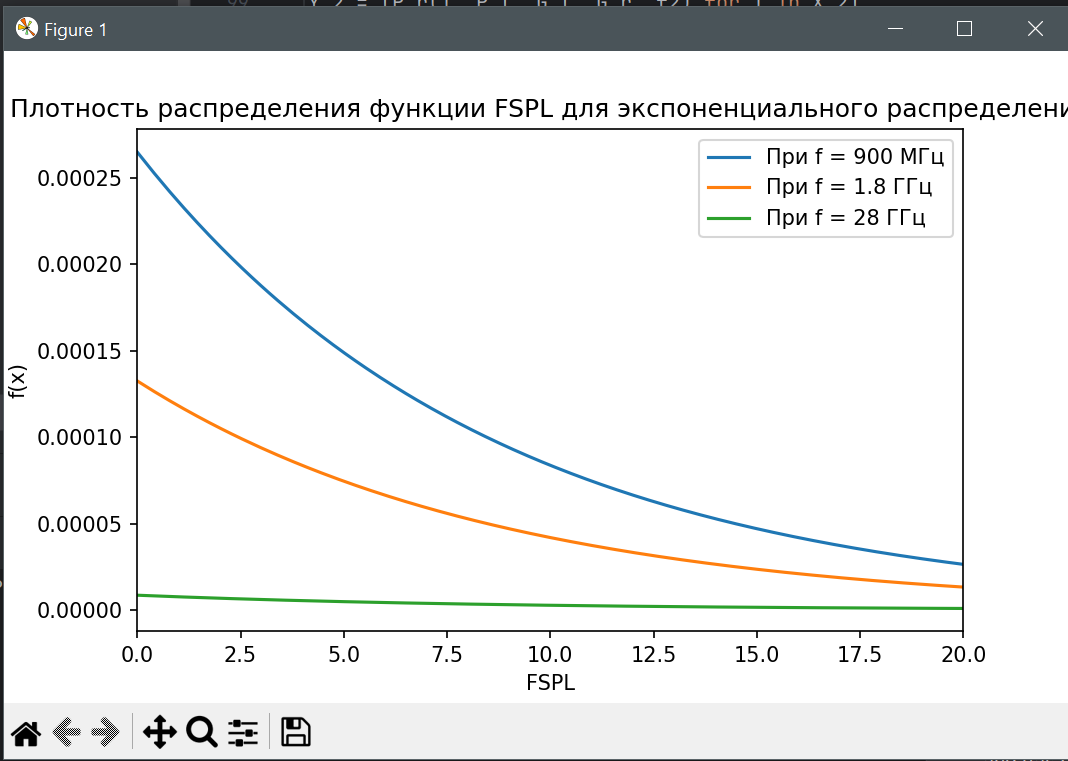 Figure 1
Плотность распределения функции FSPL для экспоненциального
f(x)
0.00025
0.00020
0.00015
0.00010
0.00005
0.00000
При f = 900 МГц
При f = 1.8 ГГц
При f = 28 ГГц
0.0 2.5 5.0 7.5 10.0 12.5 15.0 17.5 20.0
FSPL